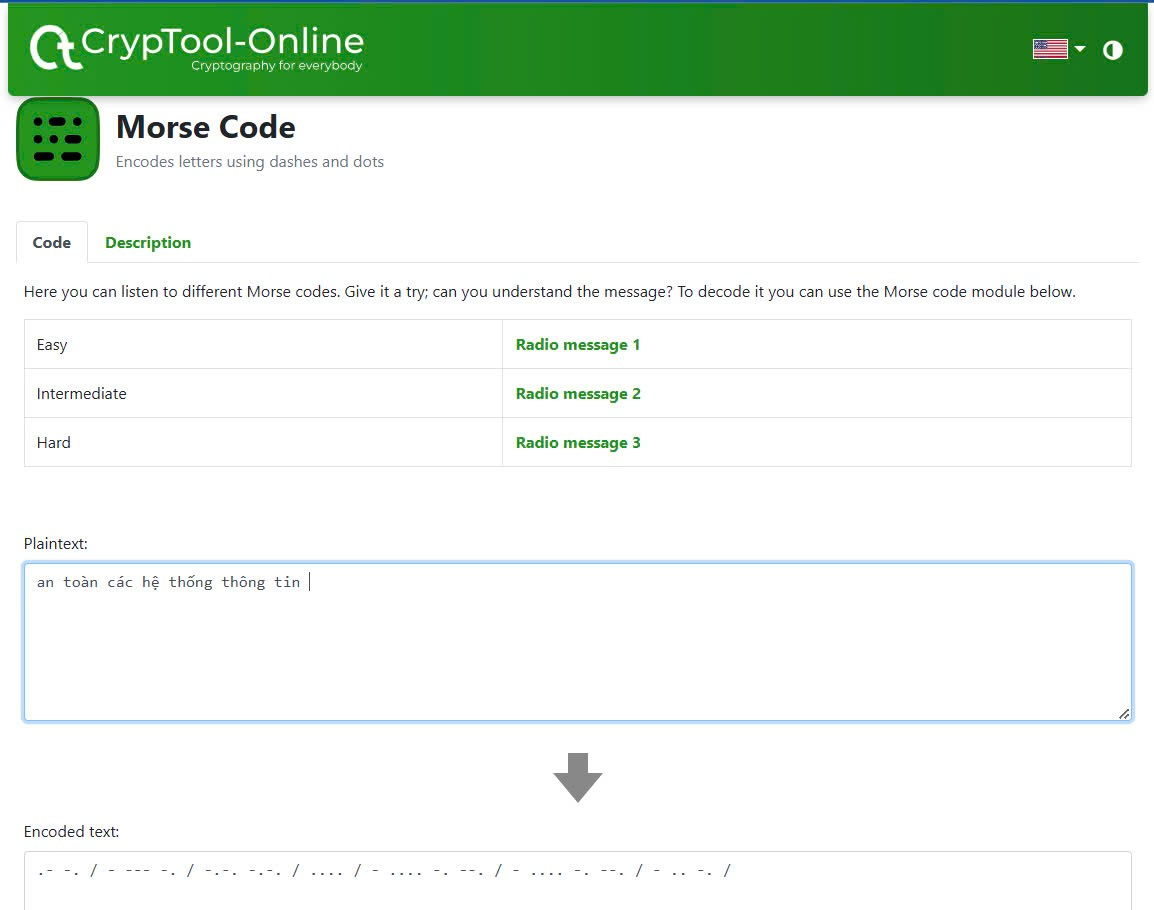 CrypTool-Online
Cryptography for everybody
Morse Code
Encodes letters using dashes and dots
Code Description
Here you can listen to different Morse codes. Give it a try; can you understand the message? To decode it you can use the Morse code module below.
Easy Radio message 1
Intermediate Radio message 2
Hard Radio message 3
Plaintext:
an toàn các hệ thống thông tin
Encoded text:
.- -. / - --- -. / -.-. -.-. / .... / - .... -. --. / - .... -. --. / - .. -. /